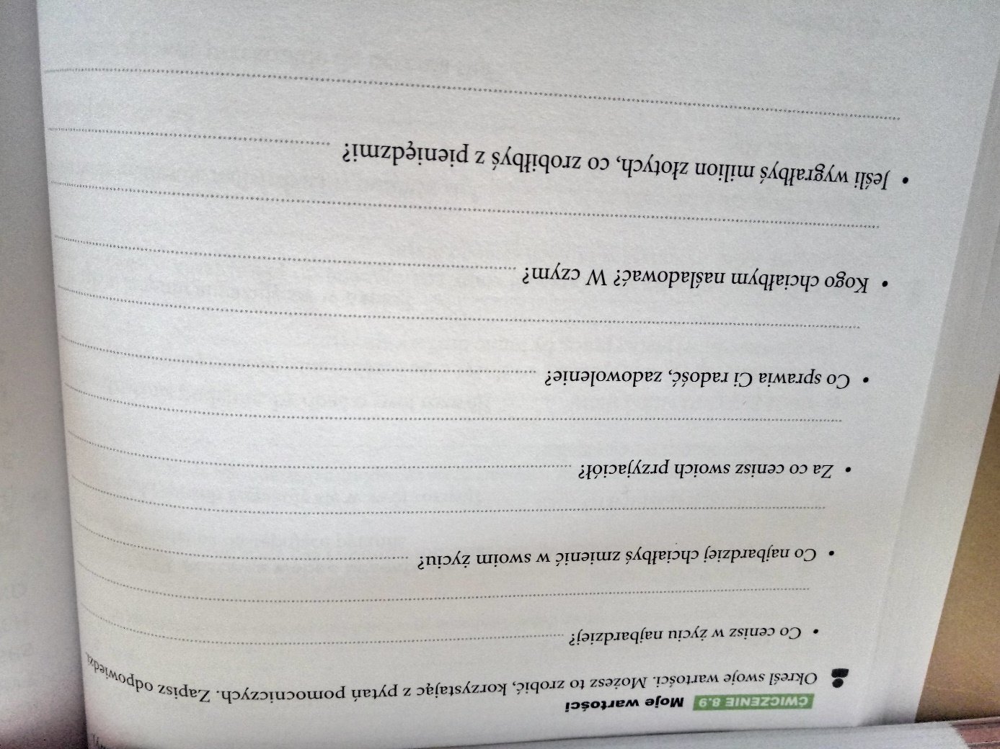 ĆWICZENIE 8.9 Moje wartości
Określ swoje wartości. Możesz to zrobić, korzystając z pytań pomocniczych. Zapisz odpowiedzi.
• Co cenisz w życiu najbardziej?
• Co najbardziej chciałbyś zmienić w swoim życiu?
• Za co cenisz swoich przyjaciół?
• Co sprawia Ci radość, zadowolenie?
• Kogo chciałbym naśladować? W czym?
• Jeśli wygrałbyś milion złotych, co zrobiłbyś z pieniędzmi?